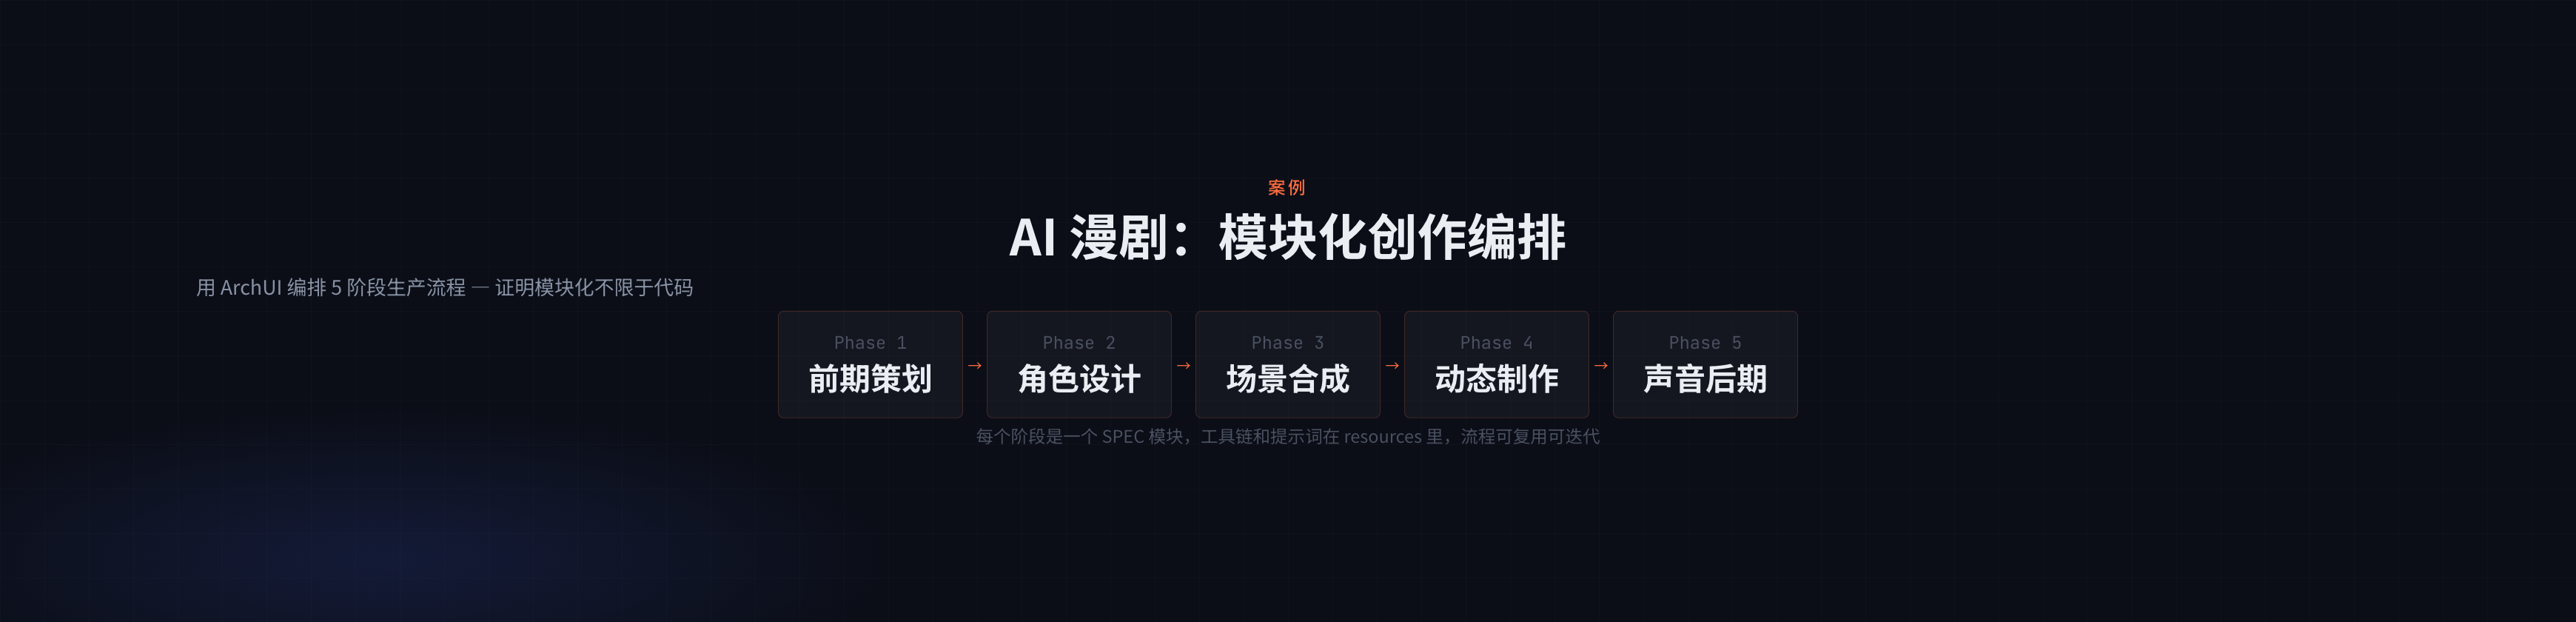 案例
AI 漫剧：模块化创作编排
用 ArchUI 编排 5 阶段生产流程 — 证明模块化不限于代码
Phase 1
前期策划
→
Phase 2
角色设计
→
Phase 3
场景合成
→
Phase 4
动态制作
→
Phase 5
声音后期
每个阶段是一个 SPEC 模块，工具链和提示词在 resources 里，流程可复用可迭代